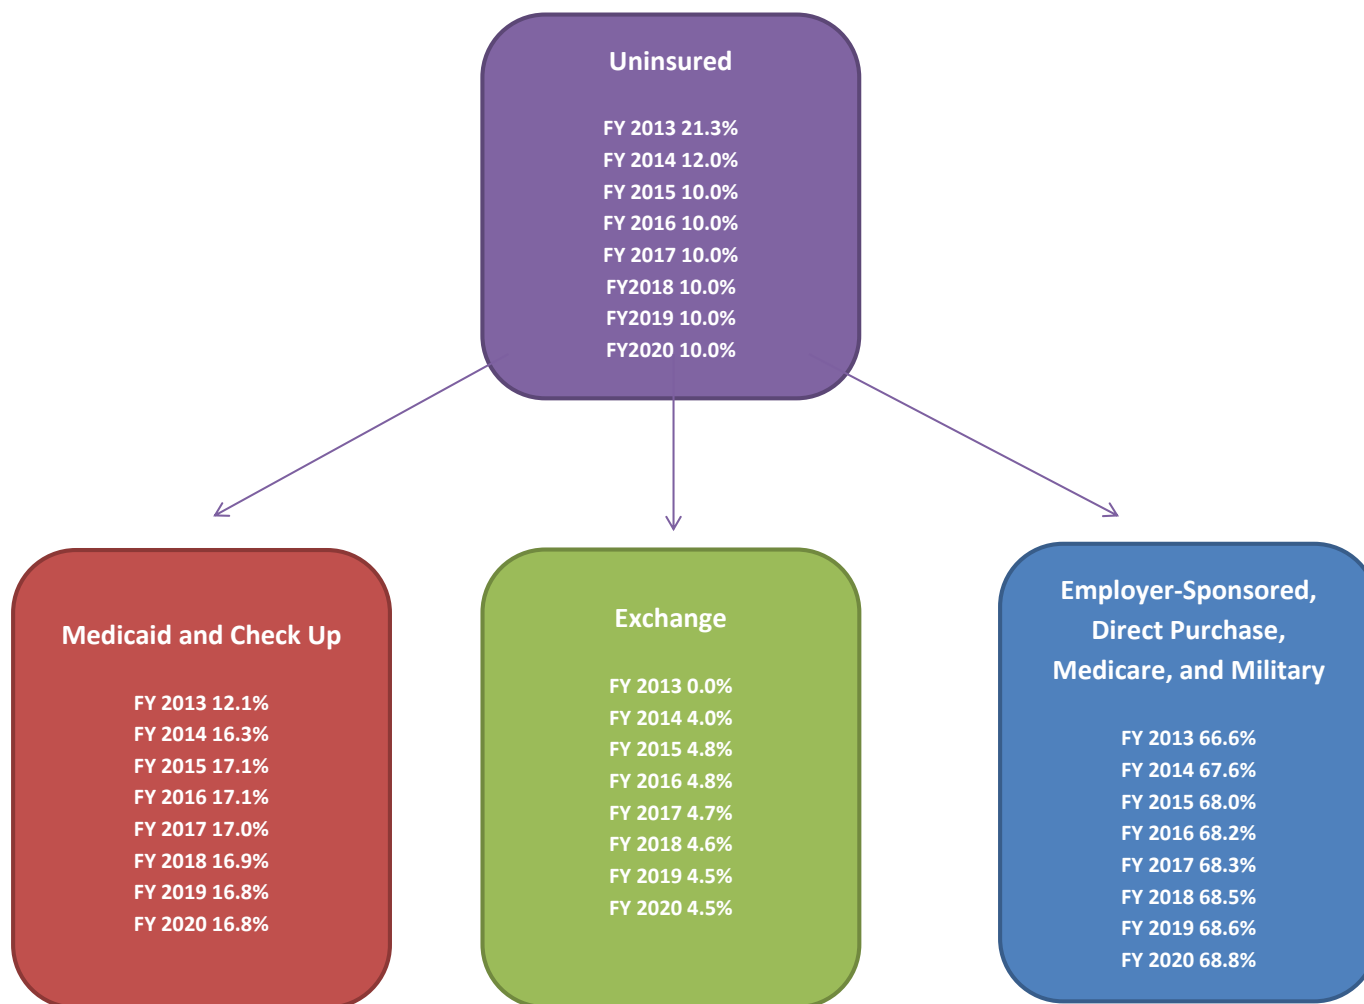 Uninsured
FY 2013 21.3%
FY 2014 12.0%
FY 2015 10.0%
FY 2016 10.0%
FY 2017 10.0%
FY2018 10.0%
FY2019 10.0%
FY2020 10.0%
Medicaid and Check Up
FY 2013 12.1%
FY 2014 16.3%
FY 2015 17.1%
FY 2016 17.1%
FY 2017 17.0%
FY 2018 16.9%
FY 2019 16.8%
FY 2020 16.8%
Exchange
FY 2013 0.0%
FY 2014 4.0%
FY 2015 4.8%
FY 2016 4.8%
FY 2017 4.7%
FY 2018 4.6%
FY 2019 4.5%
FY 2020 4.5%
Employer-Sponsored,
Direct Purchase,
Medicare, and Military
FY 2013 66.6%
FY 2014 67.6%
FY 2015 68.0%
FY 2016 68.2%
FY 2017 68.3%
FY 2018 68.5%
FY 2019 68.6%
FY 2020 68.8%